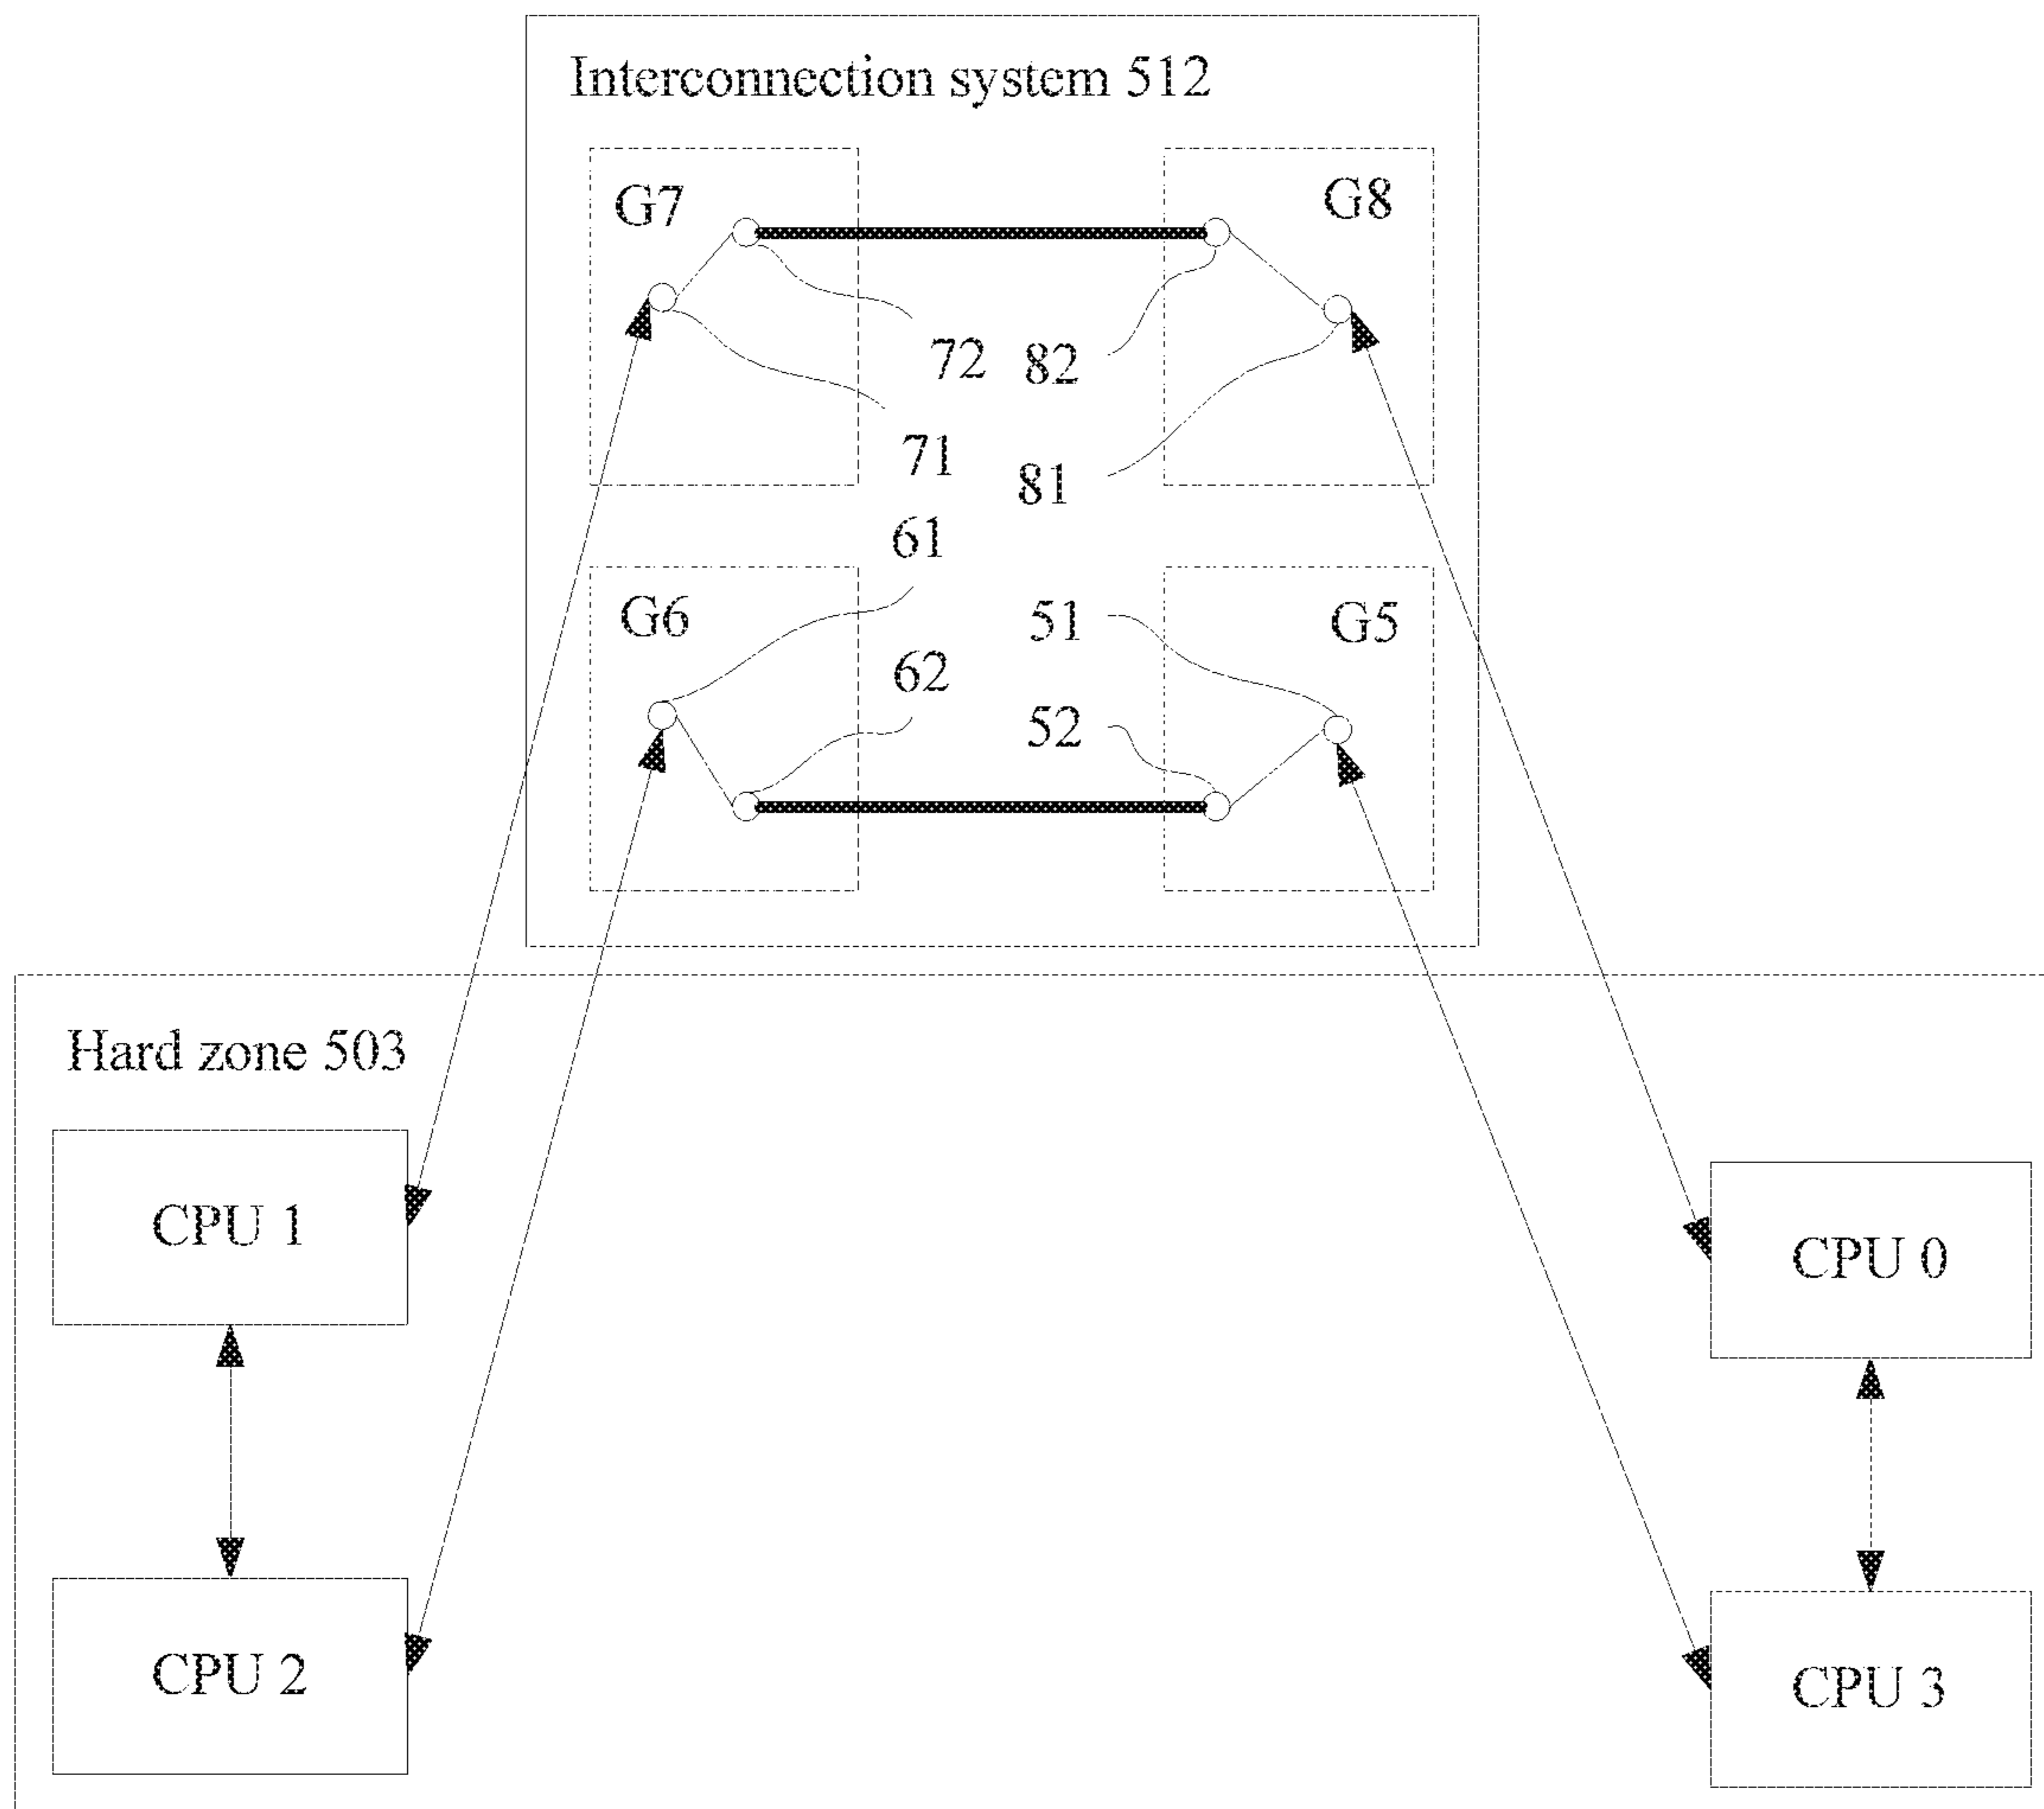 Interconnection system 512
G7
G8
72
82
71
81
61
G6
51
G5
62
52
Hard zone 503
CPU 1
CPU 0
CPU 2
CPU 3